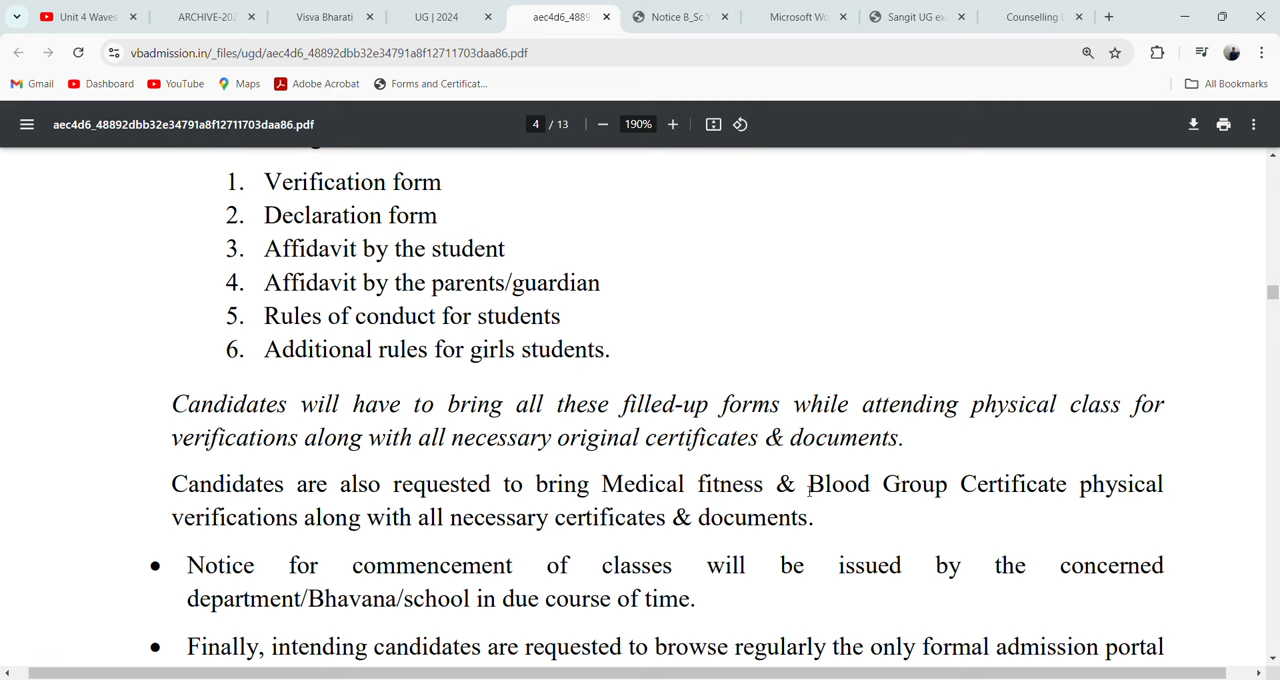 Unit 4 Waves
ARCHIVE-202
Visva Bharati
UG | 2024
aec4d6_4889
Notice B_Sc Y
Microsoft Wo
Sangit UG ex
Counselling
vbadmission.in/_files/ugd/aec4d6_48892dbb32e34791a8f12711703daa86.pdf
Gmail
Dashboard
YouTube
Maps
Adobe Acrobat
Forms and Certificat...
All Bookmarks
aec4d6_48892dbb32e34791a8f12711703daa86.pdf
4 / 13
190%
1. Verification form
2. Declaration form
3. Affidavit by the student
4. Affidavit by the parents/guardian
5. Rules of conduct for students
6. Additional rules for girls students.
Candidates will have to bring all these filled-up forms while attending physical class for
verifications along with all necessary original certificates & documents.
Candidates are also requested to bring Medical fitness & Blood Group Certificate physical
verifications along with all necessary certificates & documents.
• Notice for commencement of classes will be issued by the concerned
department/Bhavana/school in due course of time.
• Finally, intending candidates are requested to browse regularly the only formal admission portal